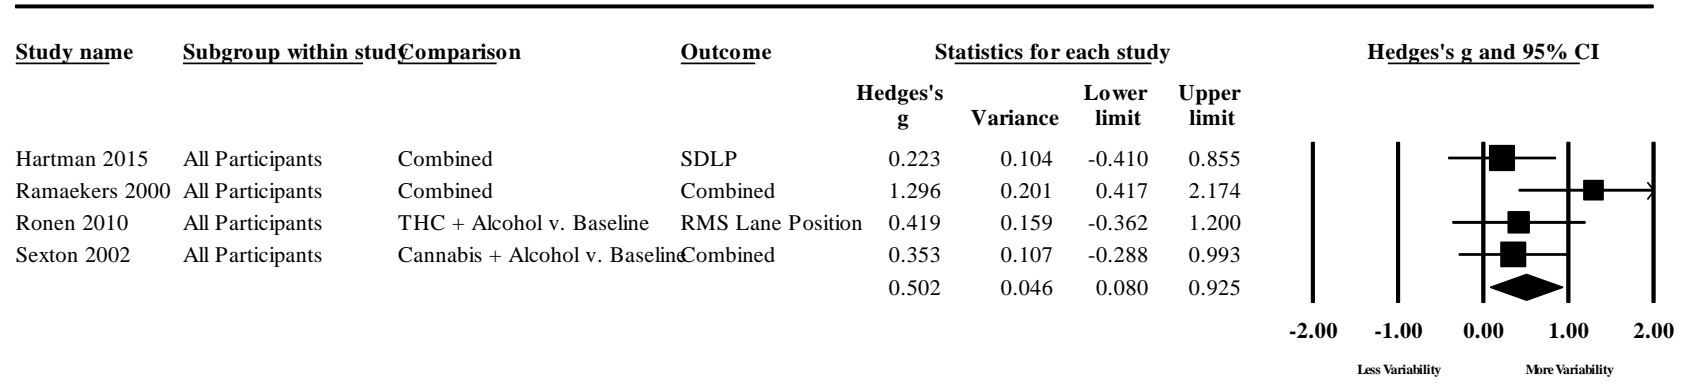 Study name Subgroup within study Comparison Outcome Statistics for each study Hedges's g and 95% CI
Hedges's Lower Upper
g Variance limit limit
Hartman 2015 All Participants Combined SDLP 0.223 0.104 -0.410 0.855
Ramaekers 2000 All Participants Combined Combined 1.296 0.201 0.417 2.174
Ronen 2010 All Participants THC + Alcohol v. Baseline RMS Lane Position 0.419 0.159 -0.362 1.200
Sexton 2002 All Participants Cannabis + Alcohol v. Baseline Combined 0.353 0.107 -0.288 0.993
0.502 0.046 0.080 0.925
-2.00 -1.00 0.00 1.00 2.00
Less Variability More Variability